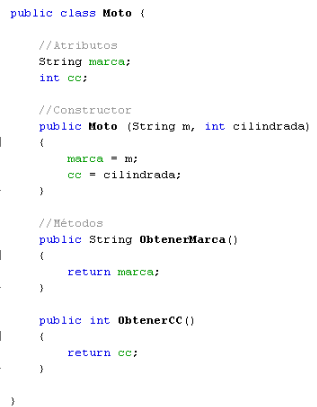 public class Moto {
//Atributos
String marca;
int cc;
//Constructor
public Moto (String m, int cilindrada)
{
marca = m;
cc = cilindrada;
}
//Métodos
public String ObtenerMarca()
{
return marca;
}
public int ObtenerCC()
{
return cc;
}
}